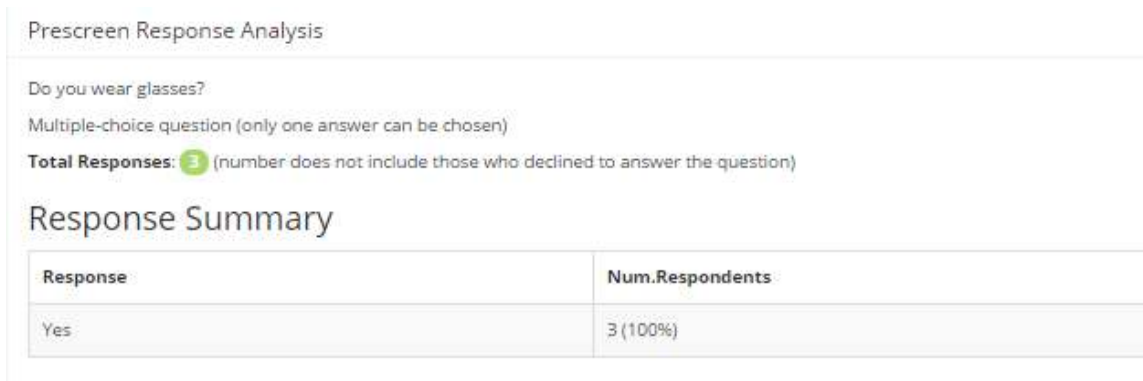 Prescreen Response Analysis
Do you wear glasses?
Multiple-choice question (only one answer can be chosen)
Total Responses: 3 (number does not include those who declined to answer the question)
Response Summary
Response Num.Respondents
Yes 3 (100%)